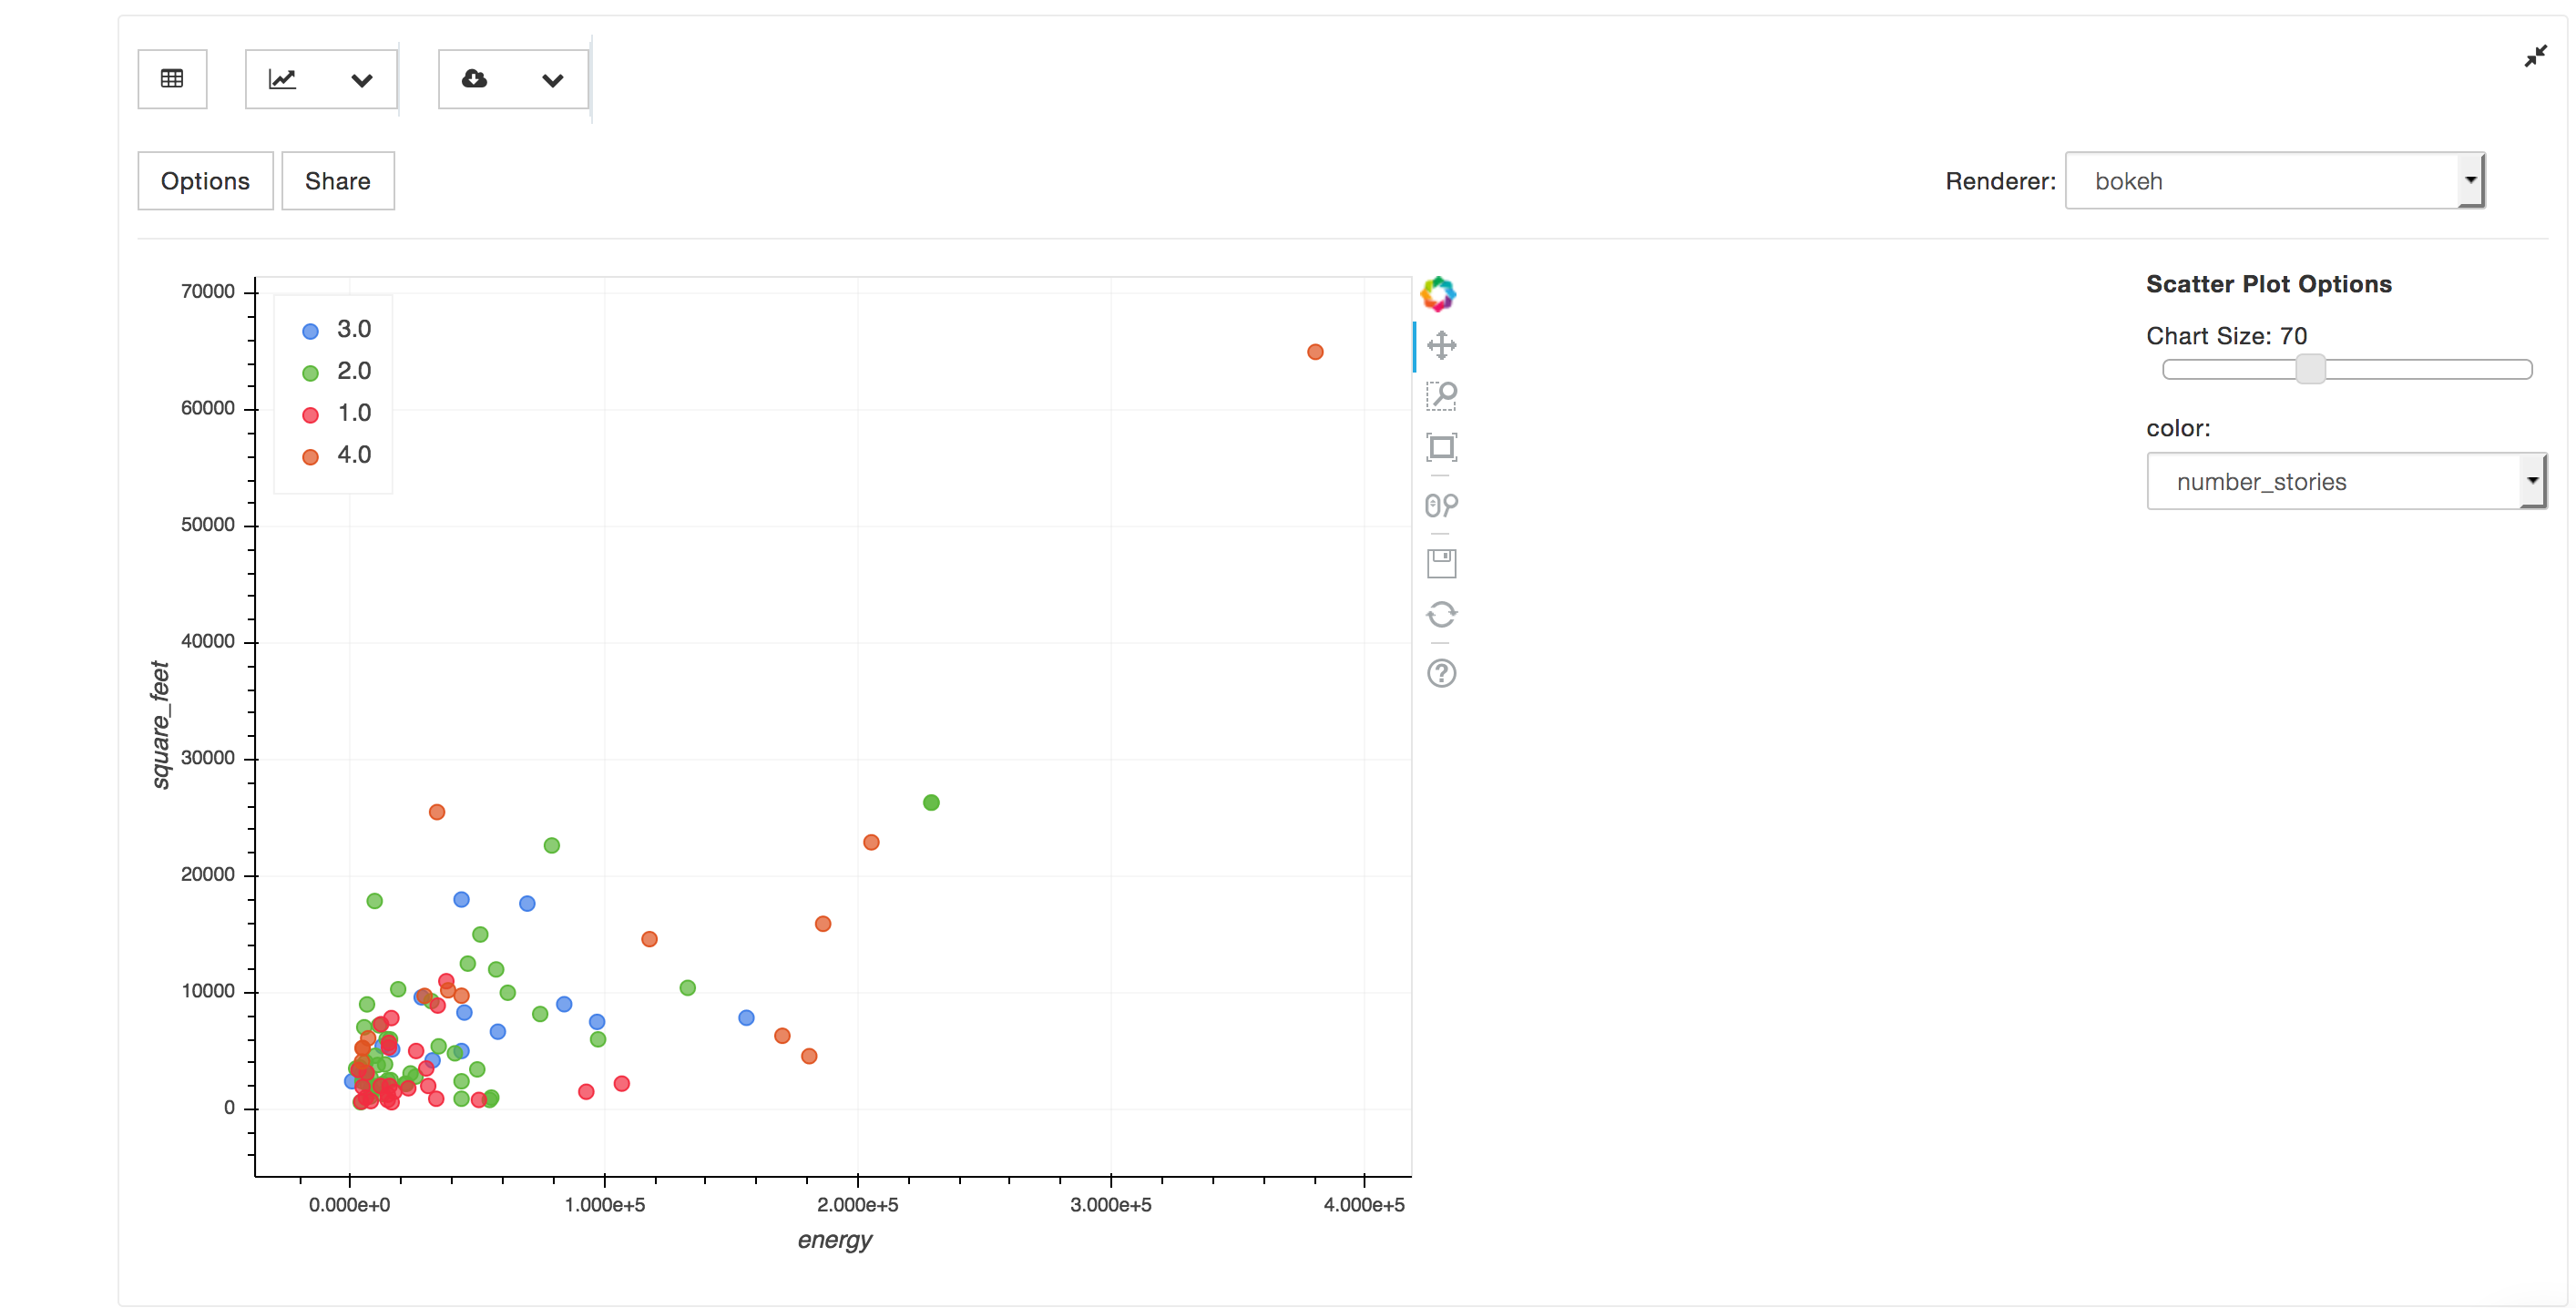 Options Share
Renderer: bokeh
Scatter Plot Options
Chart Size: 70
color:
number_stories
3.0
2.0
1.0
4.0
70000
60000
50000
40000
30000
20000
10000
0
square_feet
0.000e+0 1.000e+5 2.000e+5 3.000e+5 4.000e+5
energy